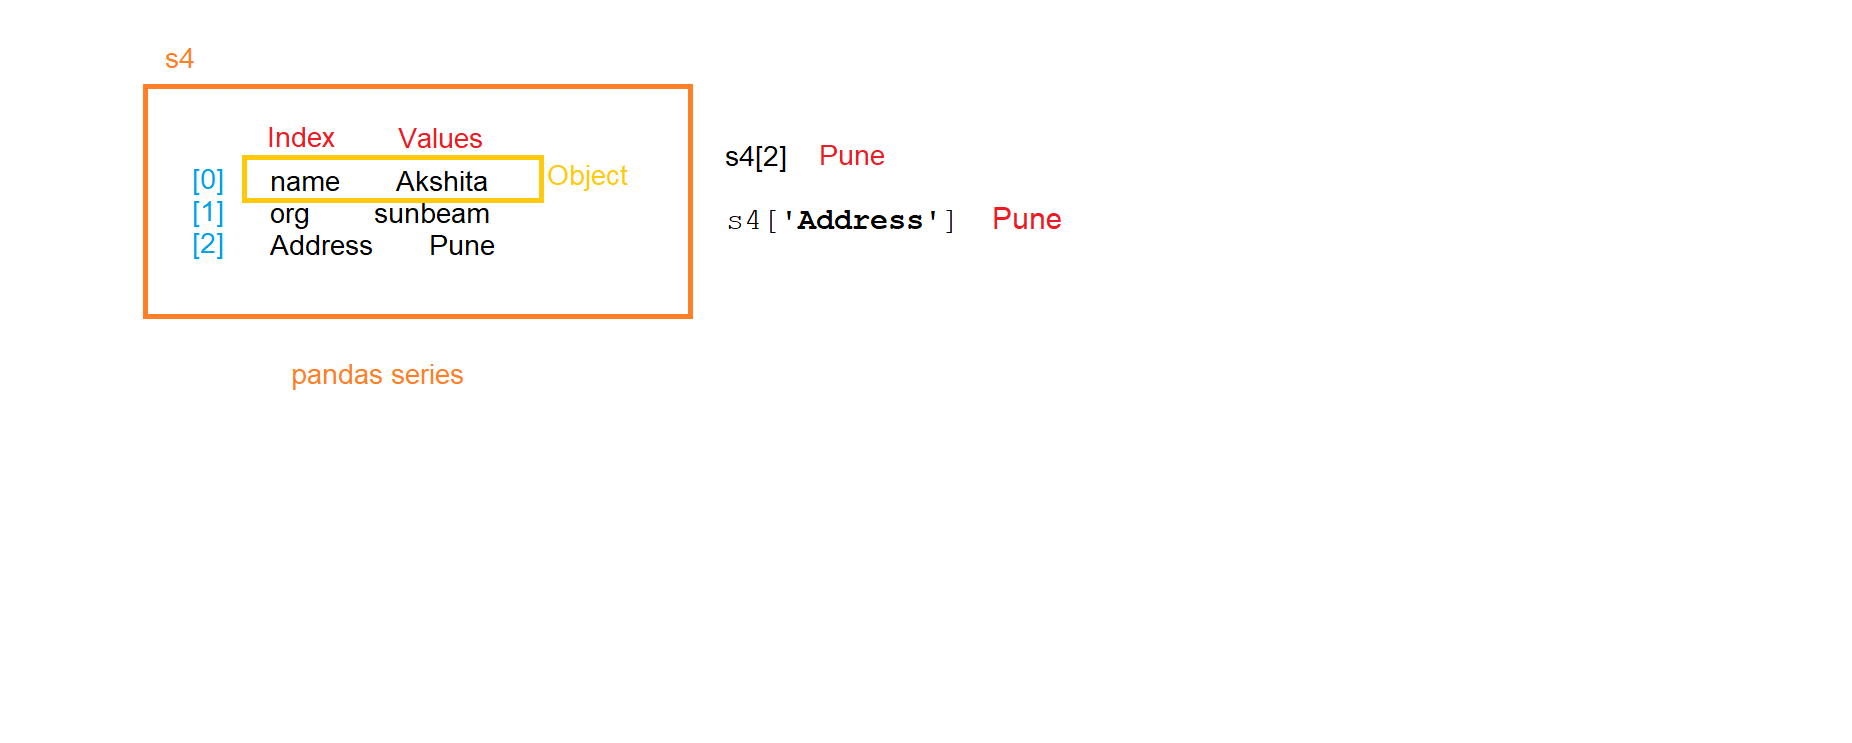 s4
Index Values
[0] name Akshita Object
[1] org sunbeam
[2] Address Pune
s4[2] Pune
s4['Address'] Pune
pandas series